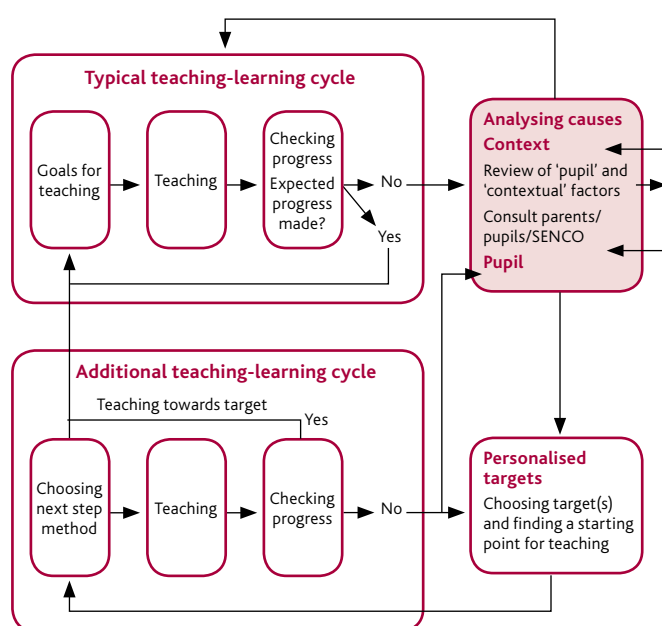 Typical teaching-learning cycle
Goals for
teaching
Teaching
Checking
progress
Expected
progress
made?
No
Yes
Analysing causes
Context
Review of ‘pupil’ and
‘contextual’ factors
Consult parents/
pupils/SENCO
Pupil
Additional teaching-learning cycle
Teaching towards target
Yes
Choosing
next step
method
Teaching
Checking
progress
No
Personalised
targets
Choosing target(s)
and finding a starting
point for teaching